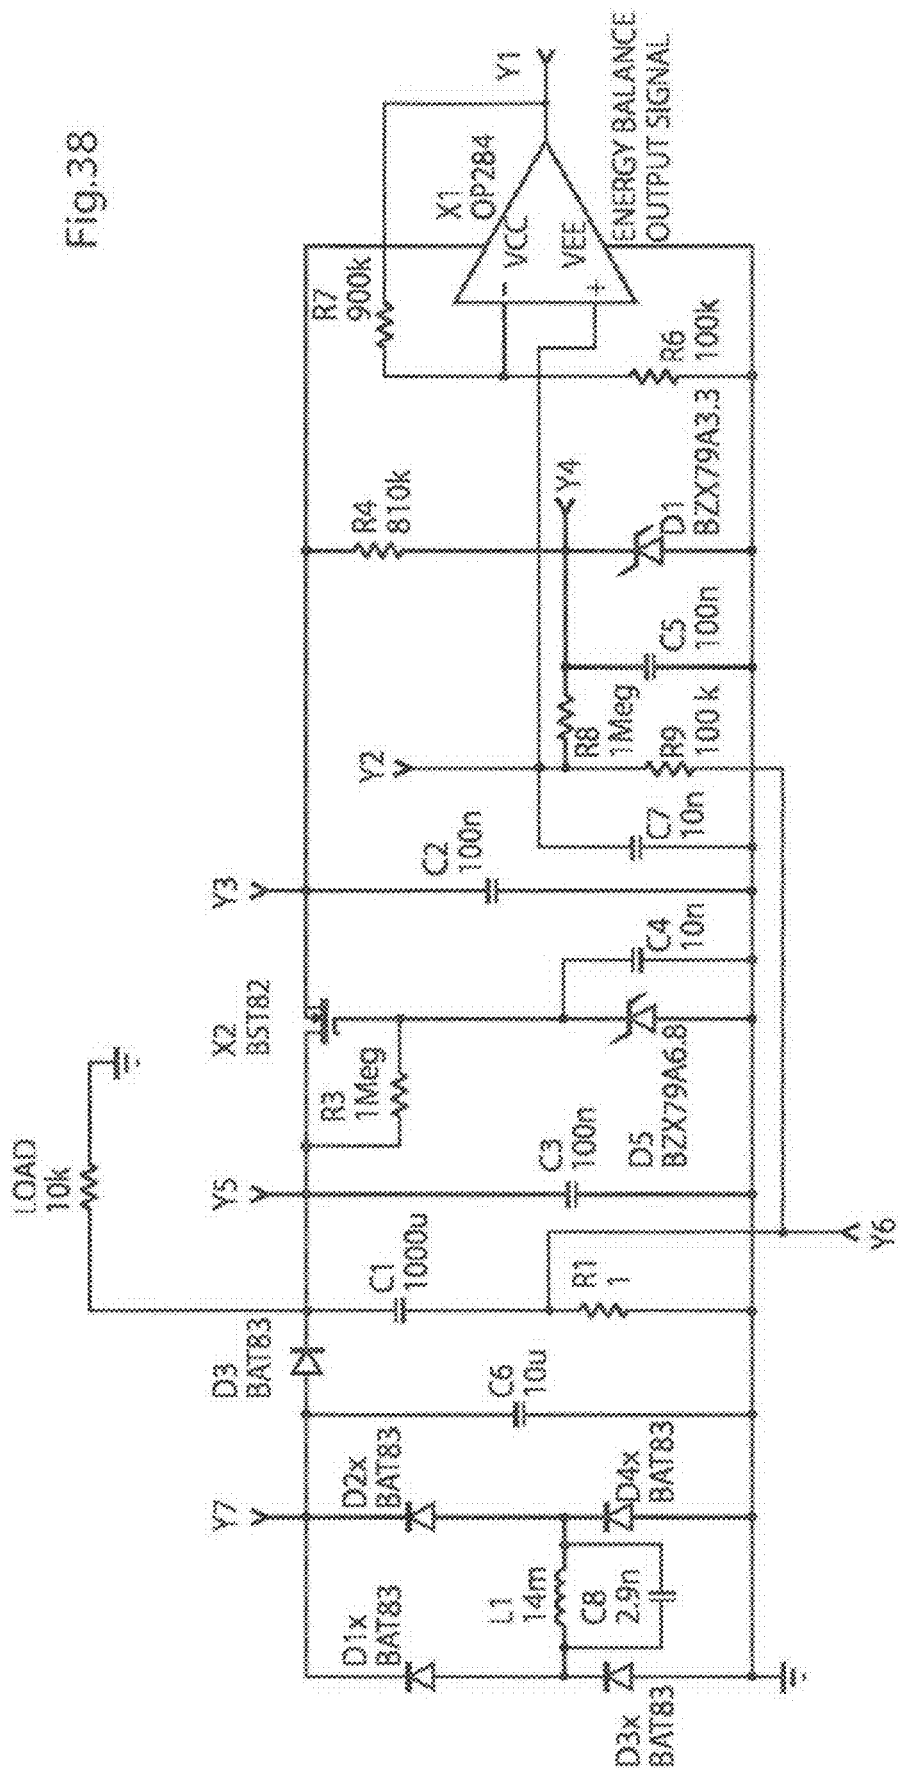 Fig.38
LOAD
10k
Y7
D3
BAT83
Y5
X2
BST82
Y3
D1x
BAT83
D2x
BAT83
C1
1000u
R3
1Meg
Y2
R4
810k
R7
900k
X1
OP284
Y1
L1
14m
C6
10u
C3
100n
C2
100n
VCC
-
C8
2.9n
R1
1
R8
1Meg
Y4
VEE
+
D3x
BAT83
D4x
BAT83
D5
BZX79A6.8
C4
10n
C7
10n
R9
100 k
C5
100n
D1
BZX79A3.3
R6
100k
ENERGY BALANCE
OUTPUT SIGNAL
Y6